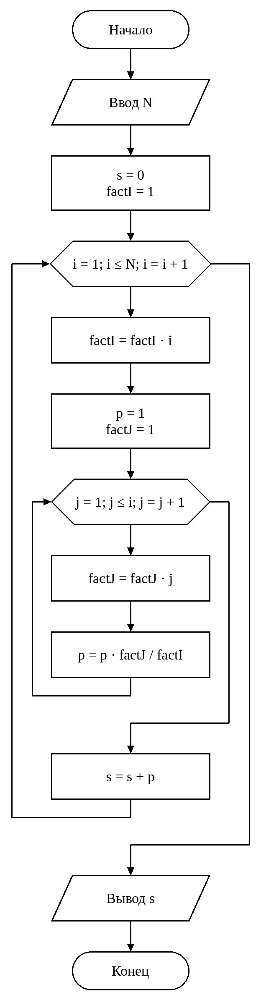 Начало
Ввод N
s = 0
factI = 1
i = 1; i ≤ N; i = i + 1
factI = factI · i
p = 1
factJ = 1
j = 1; j ≤ i; j = j + 1
factJ = factJ · j
p = p · factJ / factI
s = s + p
Вывод s
Конец